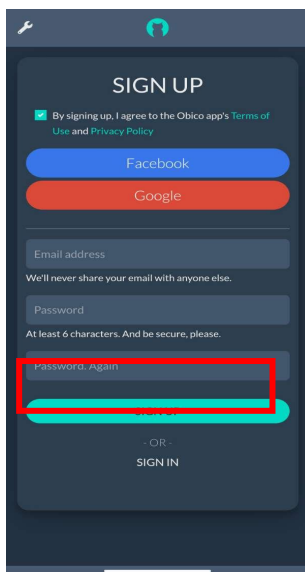 SIGN UP
By signing up, I agree to the Obico app's Terms of
Use and Privacy Policy
Facebook
Google
Email address
We'll never share your email with anyone else.
Password
At least 6 characters. And be secure, please.
Password. Again
SIGN UP
- OR -
SIGN IN